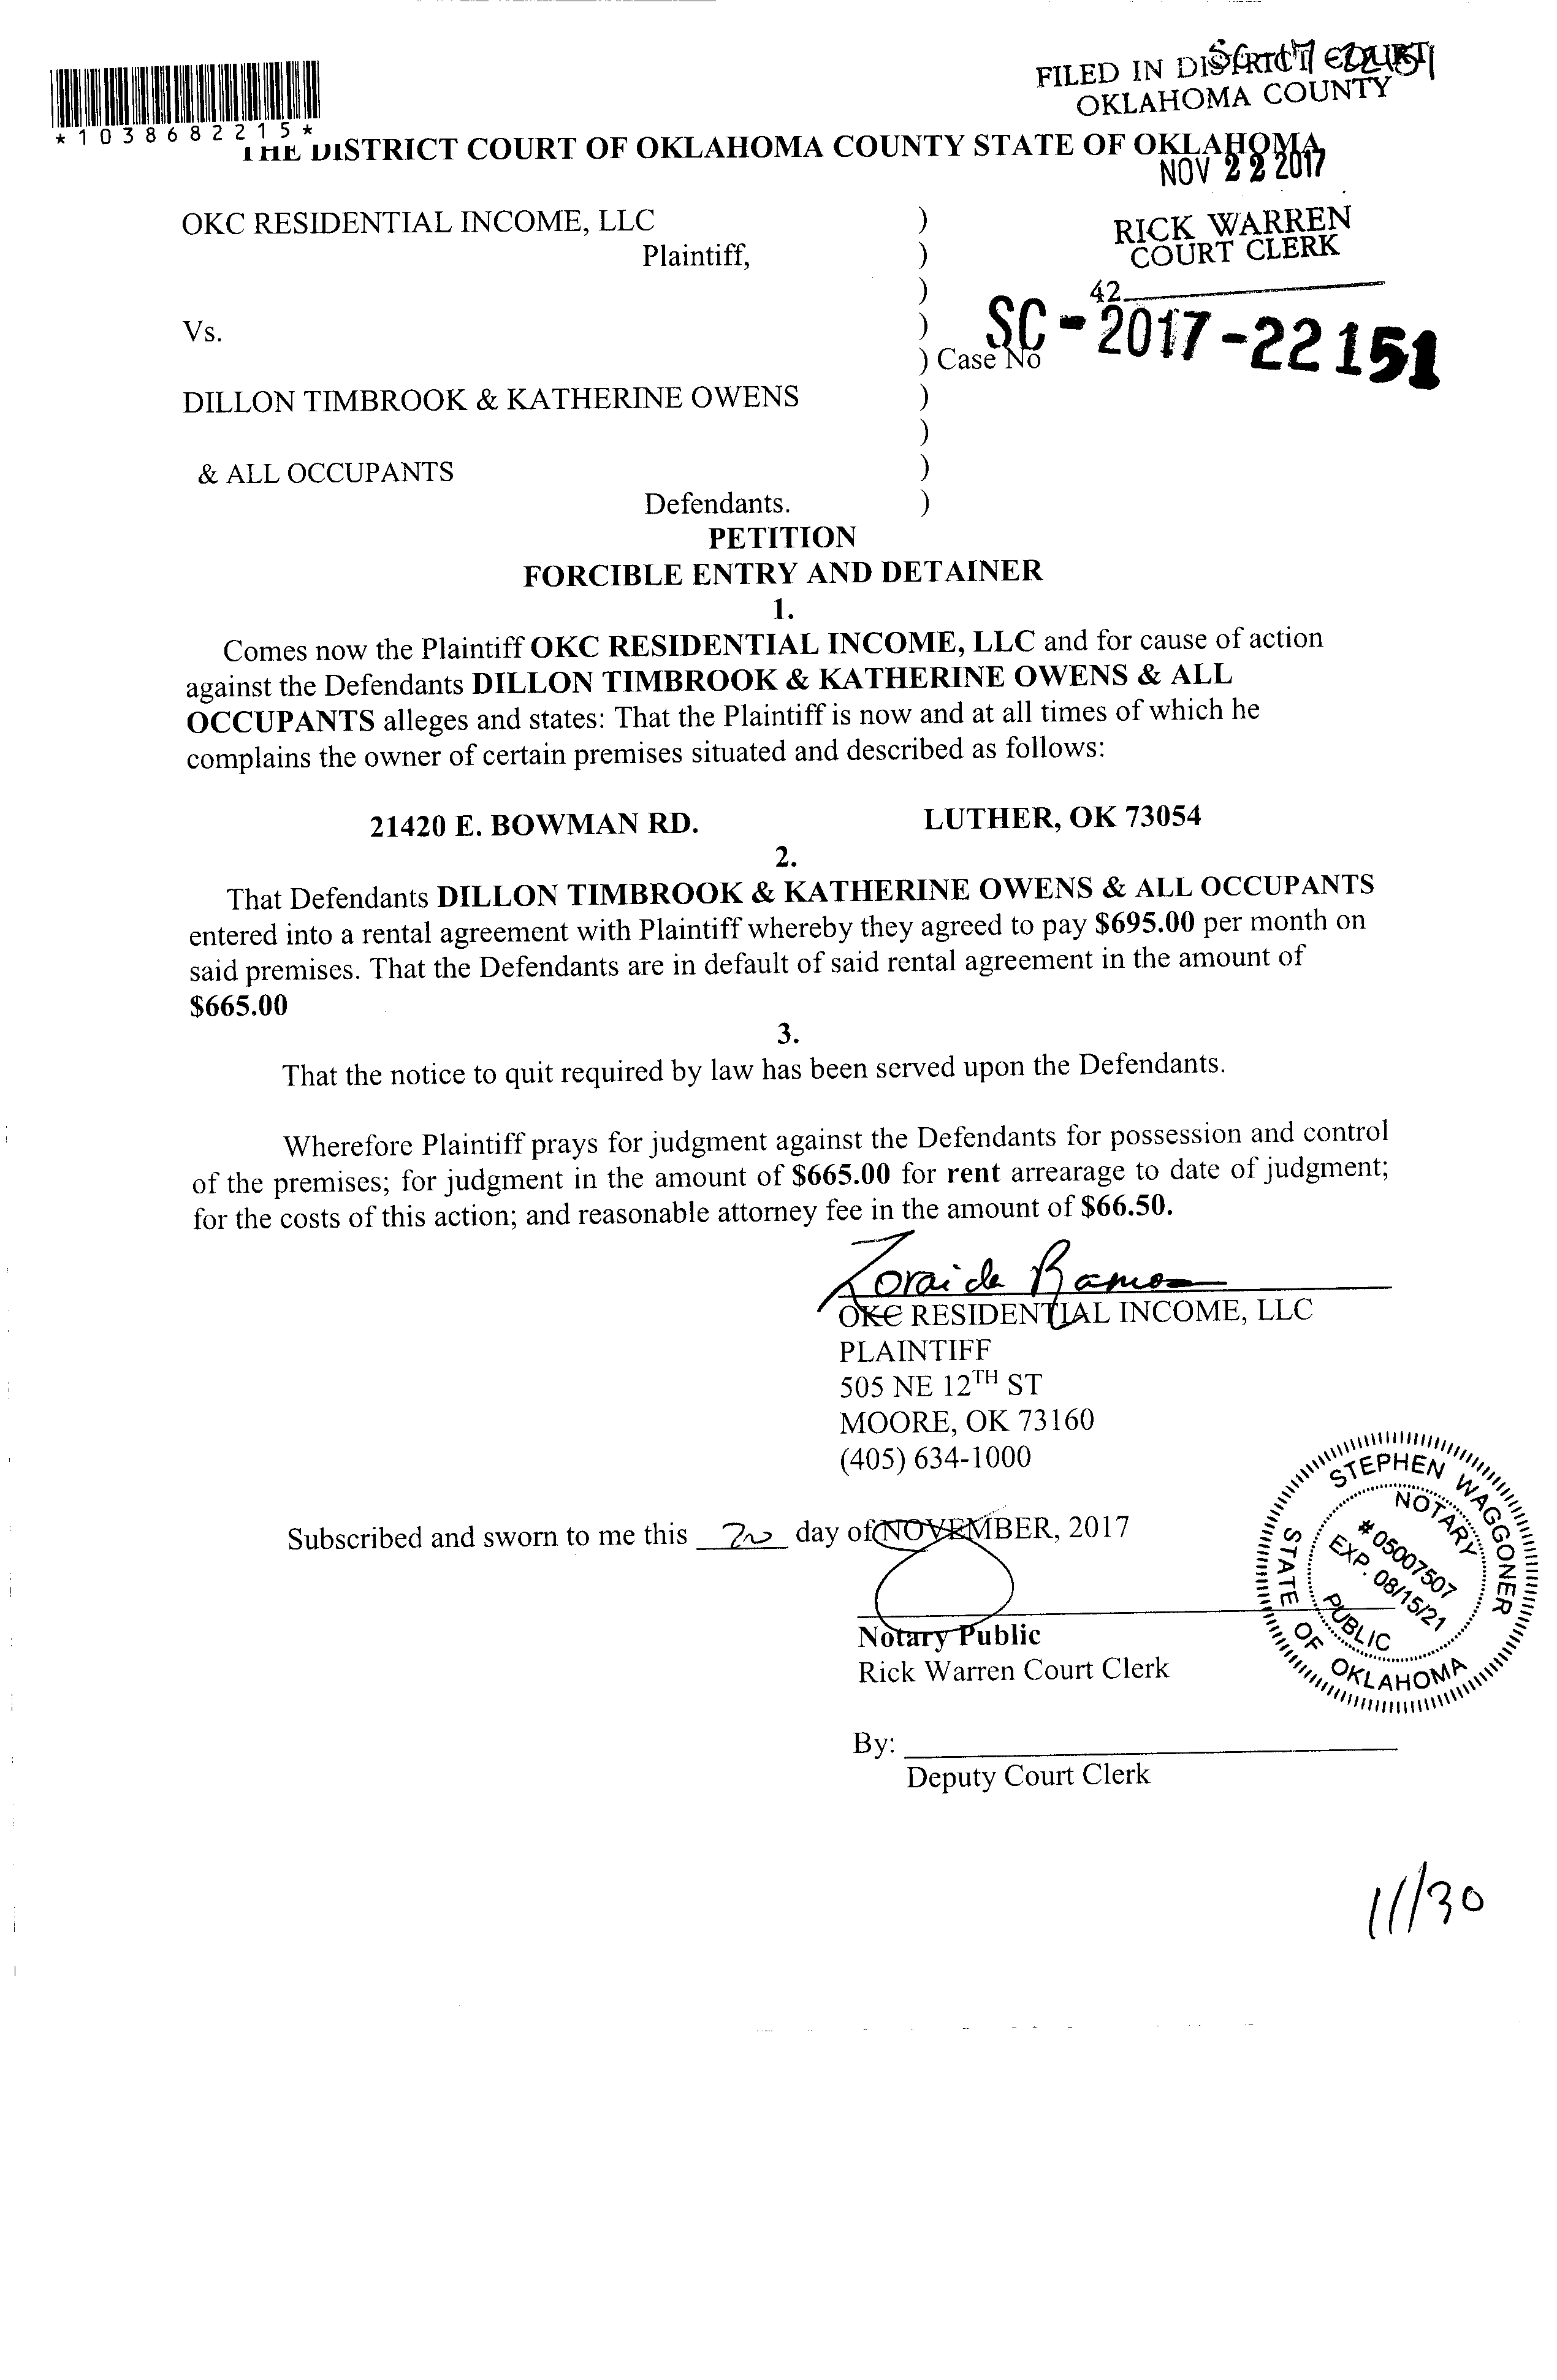 *1038682215*
FILED IN DISTRICT COURT
OKLAHOMA COUNTY
THE DISTRICT COURT OF OKLAHOMA COUNTY STATE OF OKLAHOMA
NOV 22 2017
OKC RESIDENTIAL INCOME, LLC )
Plaintiff, )
RICK WARREN
COURT CLERK
)
42
Vs. )
) Case No SC-2017-22151
DILLON TIMBROOK & KATHERINE OWENS )
)
& ALL OCCUPANTS )
Defendants. )
PETITION
FORCIBLE ENTRY AND DETAINER
1.
Comes now the Plaintiff OKC RESIDENTIAL INCOME, LLC and for cause of action
against the Defendants DILLON TIMBROOK & KATHERINE OWENS & ALL
OCCUPANTS alleges and states: That the Plaintiff is now and at all times of which he
complains the owner of certain premises situated and described as follows:
21420 E. BOWMAN RD. LUTHER, OK 73054
2.
That Defendants DILLON TIMBROOK & KATHERINE OWENS & ALL OCCUPANTS
entered into a rental agreement with Plaintiff whereby they agreed to pay $695.00 per month on
said premises. That the Defendants are in default of said rental agreement in the amount of
$665.00
3.
That the notice to quit required by law has been served upon the Defendants.
Wherefore Plaintiff prays for judgment against the Defendants for possession and control
of the premises; for judgment in the amount of $665.00 for rent arrearage to date of judgment;
for the costs of this action; and reasonable attorney fee in the amount of $66.50.
Zoraida Ramos
OKC RESIDENTIAL INCOME, LLC
PLAINTIFF
505 NE 12TH ST
MOORE, OK 73160
(405) 634-1000
Subscribed and sworn to me this day of NOVEMBER, 2017
Notary Public
Rick Warren Court Clerk
STEPHEN WAGGONER
NOTARY
# 05007507
EXP. 08/15/21
PUBLIC
STATE OF OKLAHOMA
By:
Deputy Court Clerk
11/30